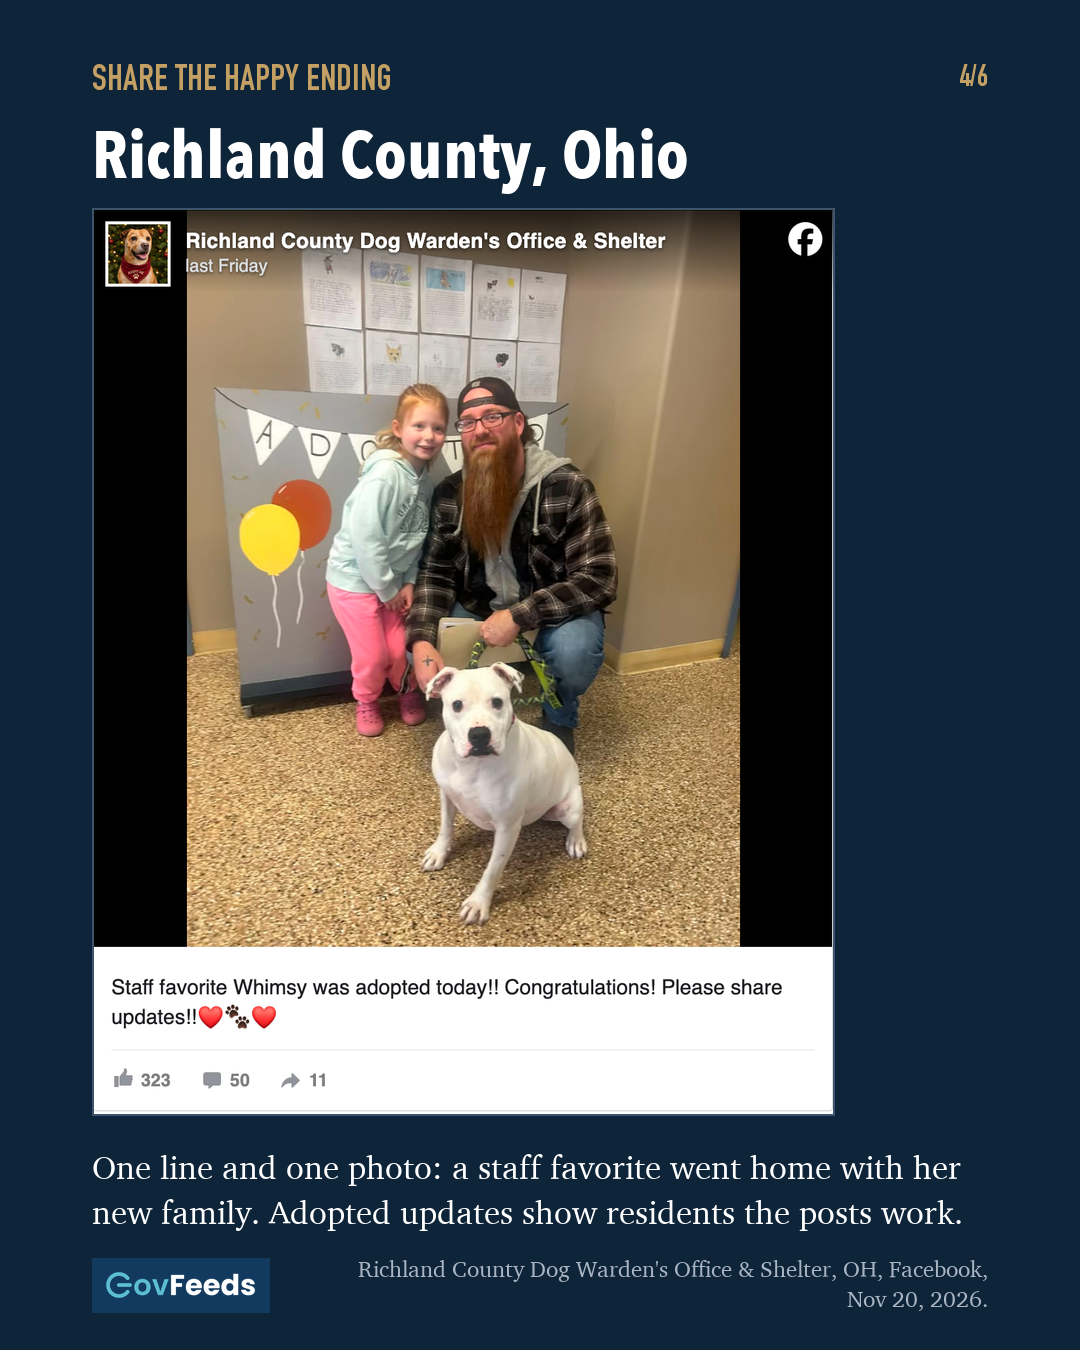 SHARE THE HAPPY ENDING
4/6
Richland County, Ohio
Richland County Dog Warden's Office & Shelter
last Friday
A D O T D
Staff favorite Whimsy was adopted today!! Congratulations! Please share
updates!!❤️🐾❤️
323 50 11
One line and one photo: a staff favorite went home with her
new family. Adopted updates show residents the posts work.
GovFeeds
Richland County Dog Warden's Office & Shelter, OH, Facebook,
Nov 20, 2026.